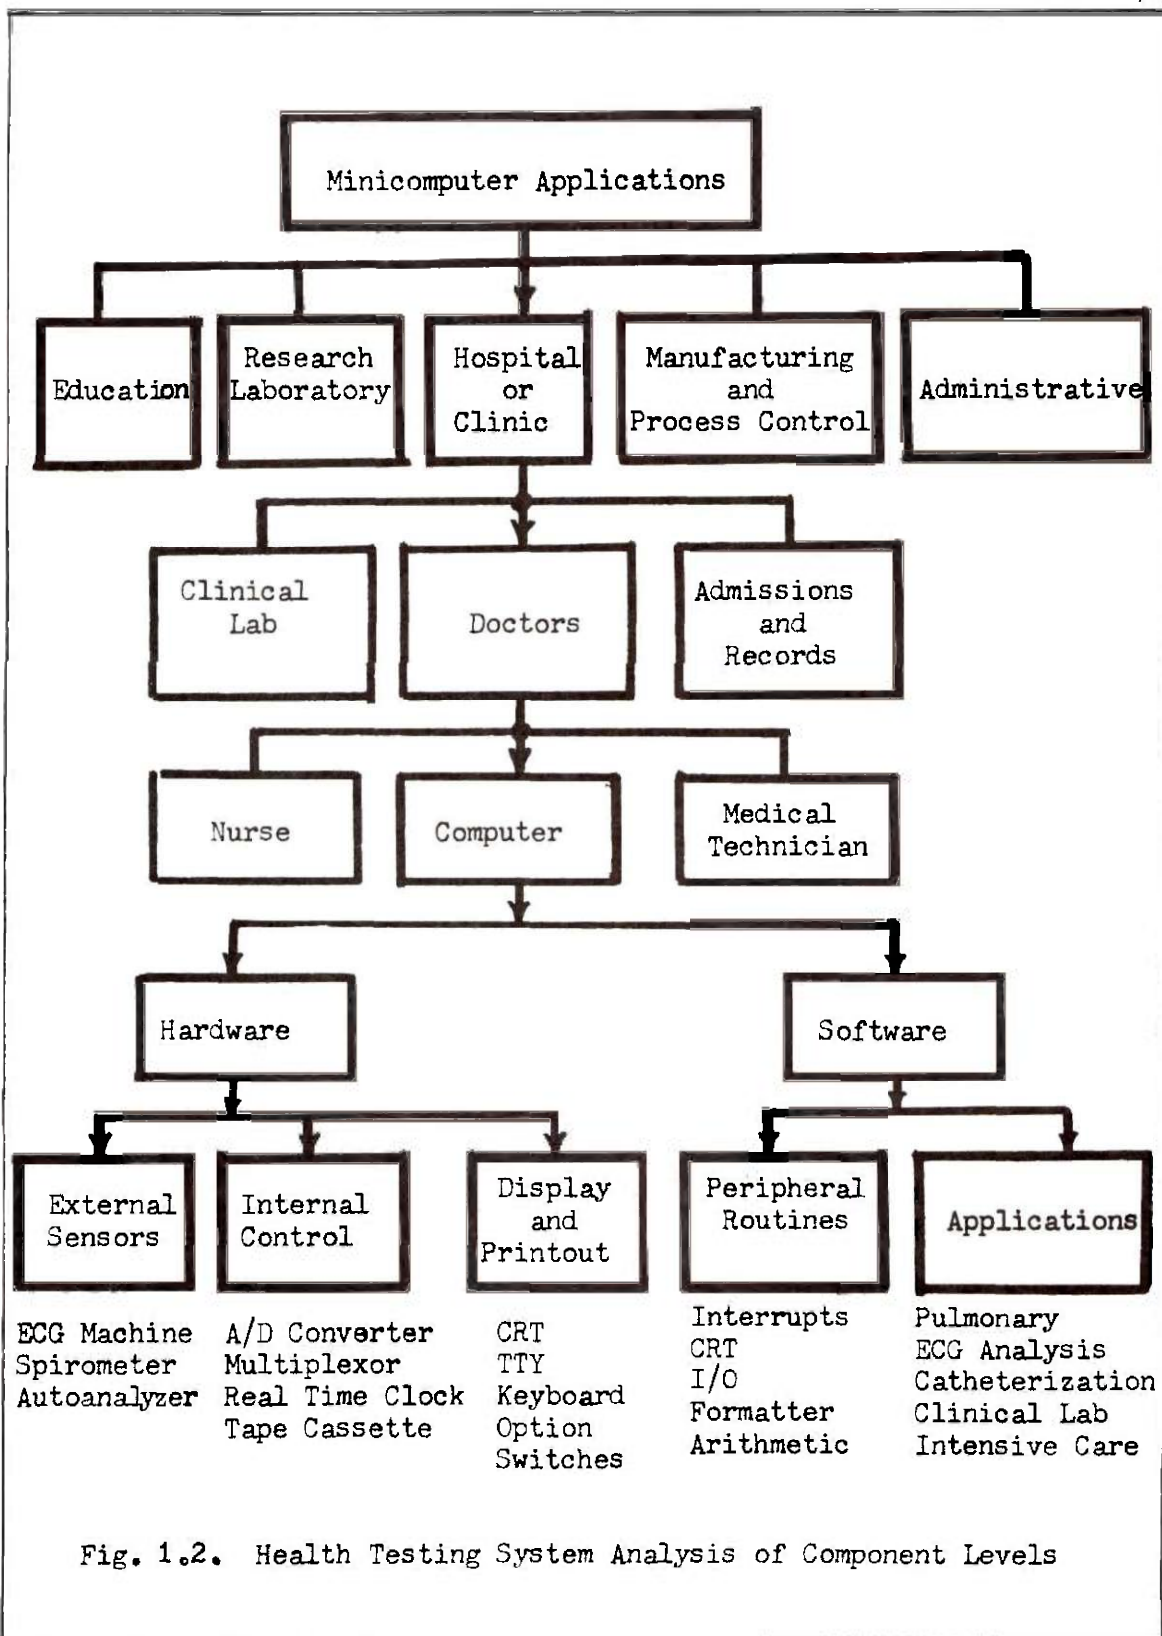 Minicomputer Applications
Education
Research
Laboratory
Hospital
or
Clinic
Manufacturing
and
Process Control
Administrative
Clinical
Lab
Doctors
Admissions
and
Records
Nurse
Computer
Medical
Technician
Hardware
Software
External
Sensors
Internal
Control
Display
and
Printout
Peripheral
Routines
Applications
ECG Machine
Spirometer
Autoanalyzer
A/D Converter
Multiplexor
Real Time Clock
Tape Cassette
CRT
TTY
Keyboard
Option
Switches
Interrupts
CRT
I/O
Formatter
Arithmetic
Pulmonary
ECG Analysis
Catheterization
Clinical Lab
Intensive Care
Fig. 1.2. Health Testing System Analysis of Component Levels